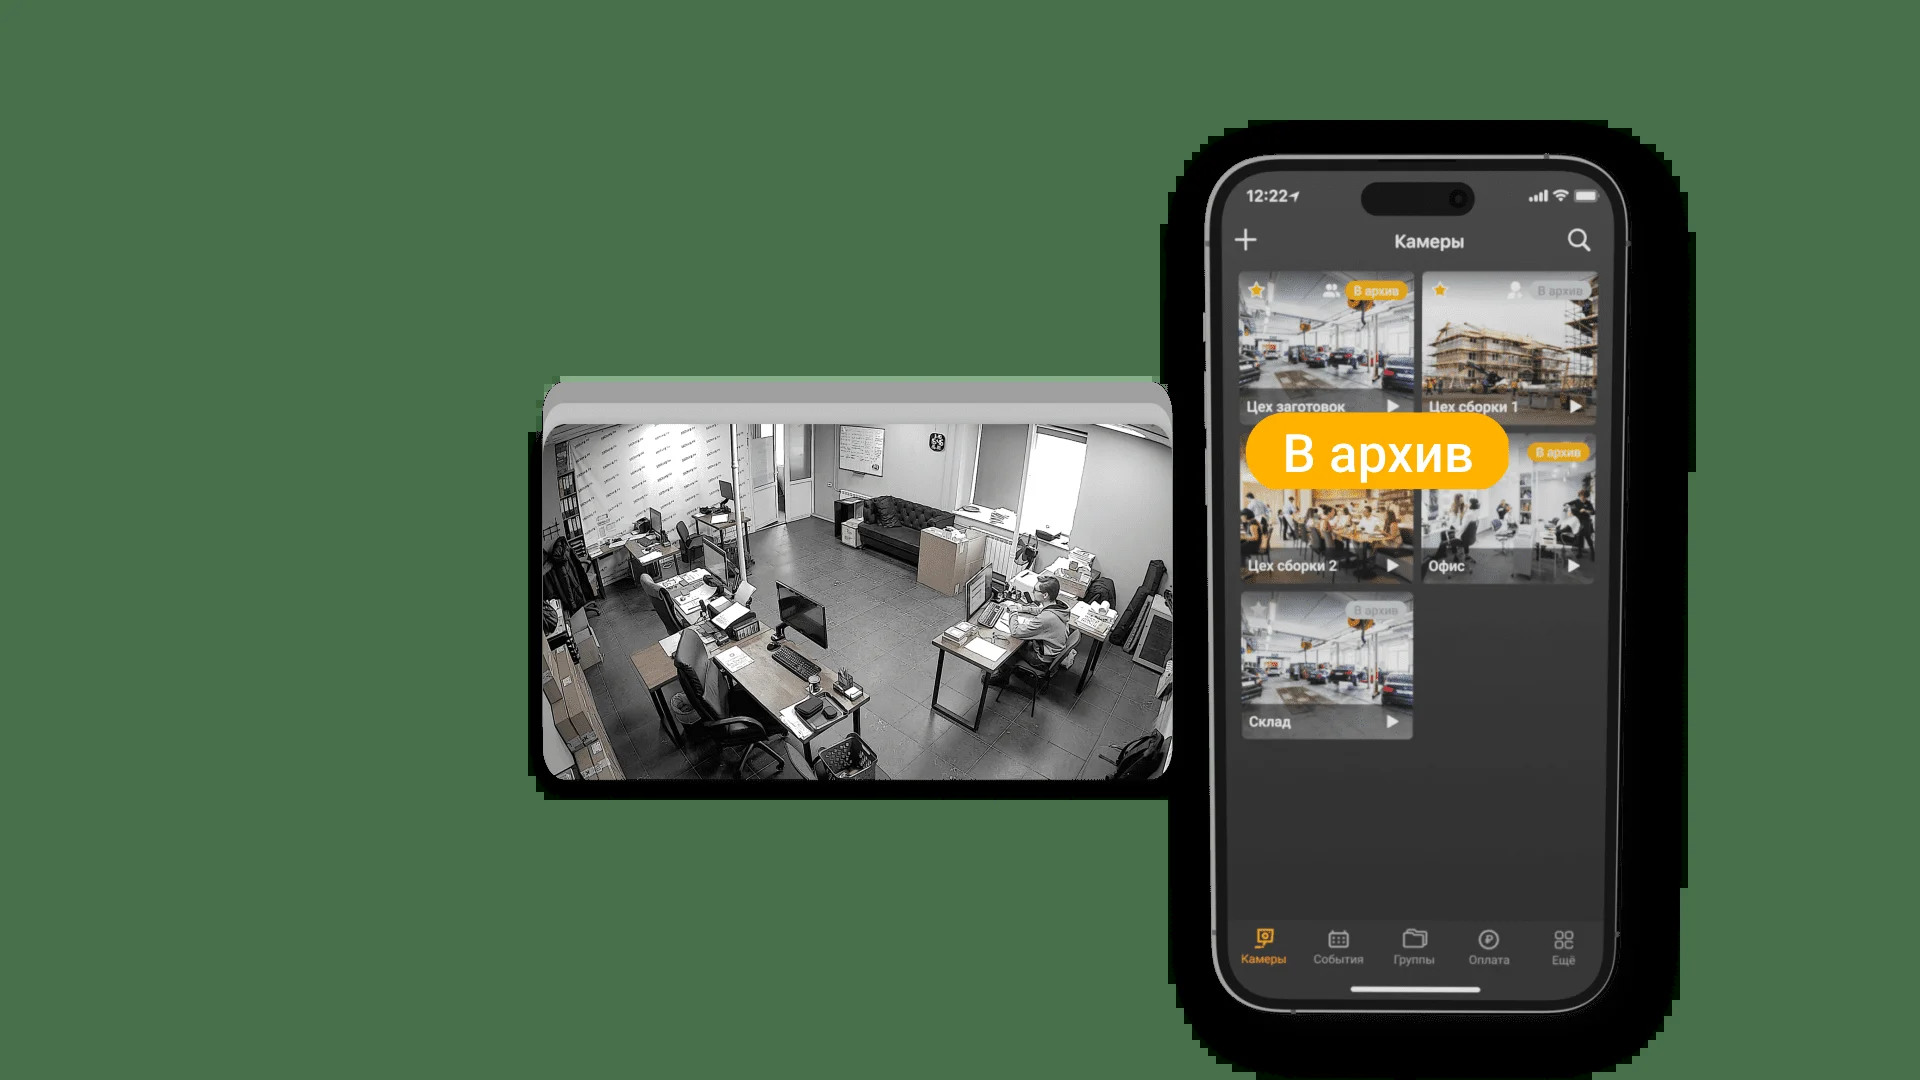 12:22
Камеры
В архив
В архив
Цех заготовок
Цех сборки 1
В архив
В архив
Цех сборки 2
Офис
В архив
Склад
Камеры
События
Группы
Оплата
Ещё